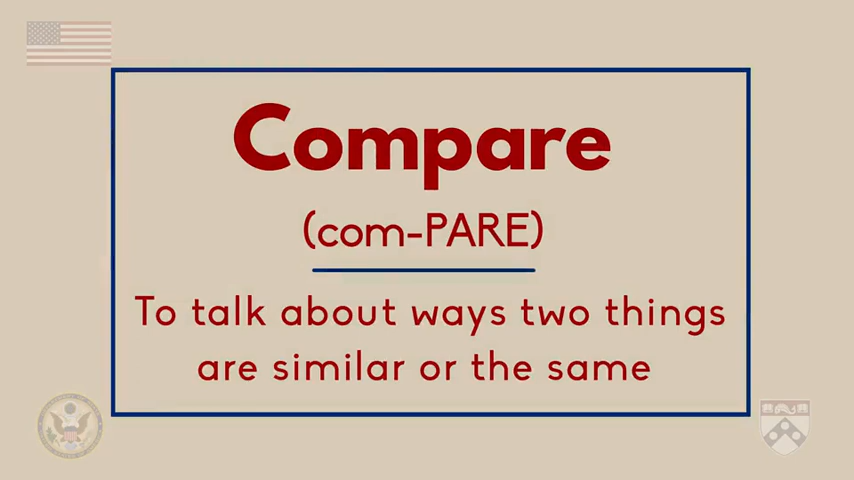 Compare
(com-PARE)
To talk about ways two things
are similar or the same